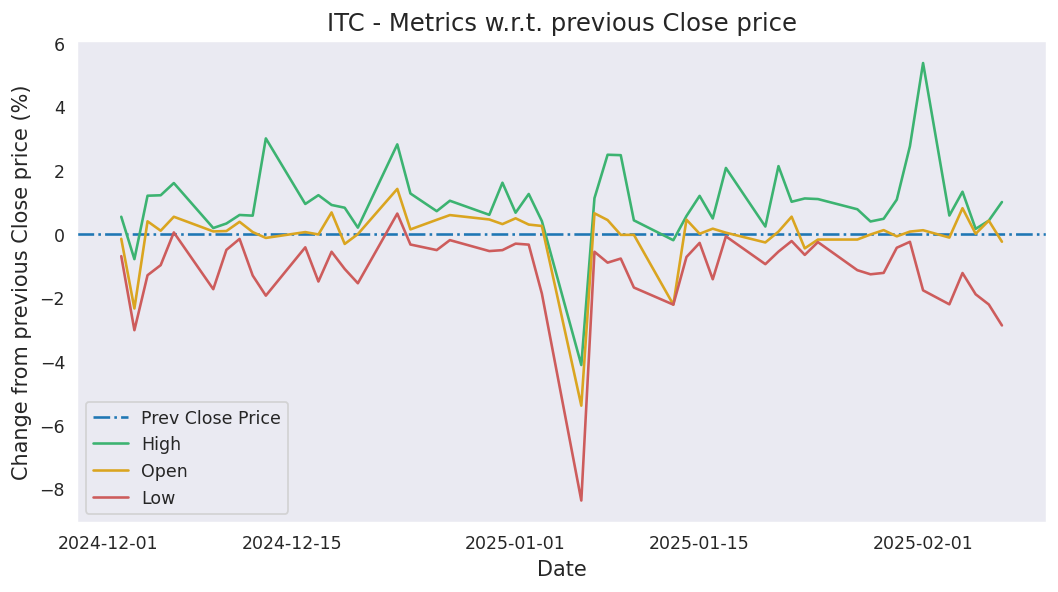 ITC - Metrics w.r.t. previous Close price
Change from previous Close price (%)
6
4
2
0
−2
−4
−6
−8
Prev Close Price
High
Open
Low
2024-12-01 2024-12-15 2025-01-01 2025-01-15 2025-02-01
Date